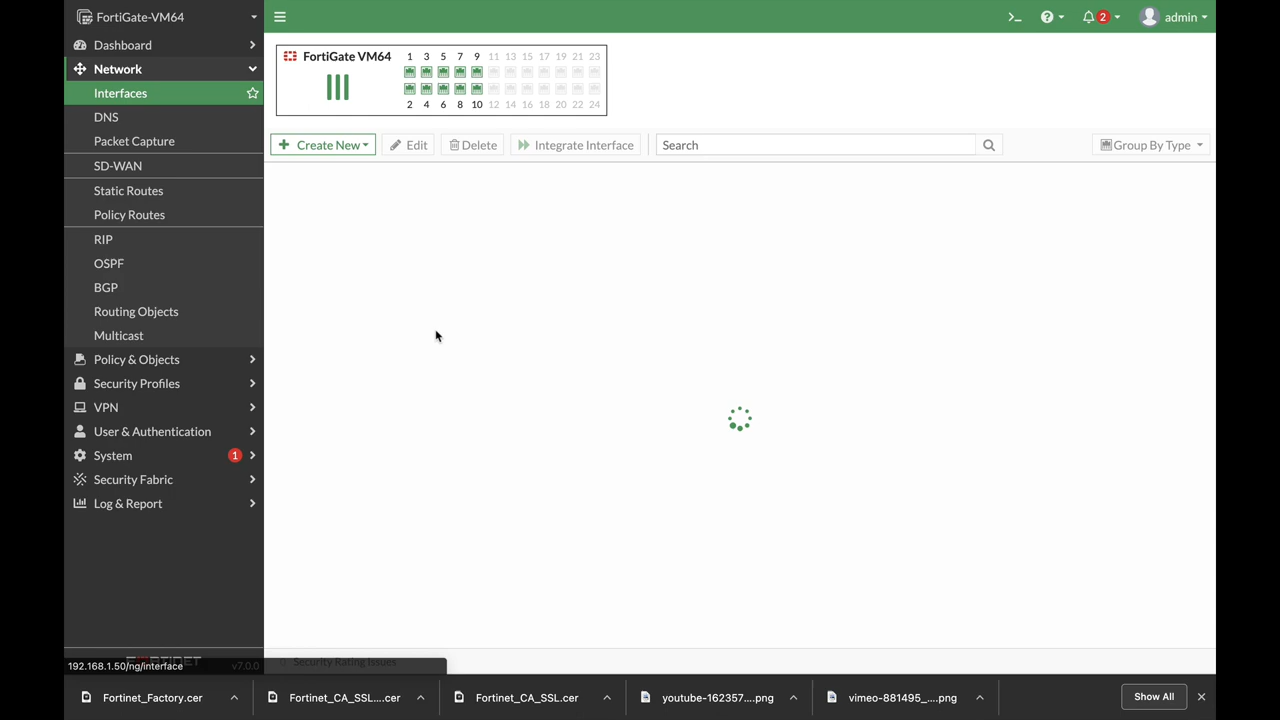 FortiGate-VM64
2
admin
Dashboard
Network
Interfaces
DNS
Packet Capture
SD-WAN
Static Routes
Policy Routes
RIP
OSPF
BGP
Routing Objects
Multicast
Policy & Objects
Security Profiles
VPN
User & Authentication
System 1
Security Fabric
Log & Report
FortiGate VM64
1 3 5 7 9 11 13 15 17 19 21 23
2 4 6 8 10 12 14 16 18 20 22 24
Create New
Edit
Delete
Integrate Interface
Search
Group By Type
FORTINET
v7.0.0
192.168.1.50/ng/interface
Security Rating Issues
Fortinet_Factory.cer
Fortinet_CA_SSL....cer
Fortinet_CA_SSL.cer
youtube-162357....png
vimeo-881495_....png
Show All